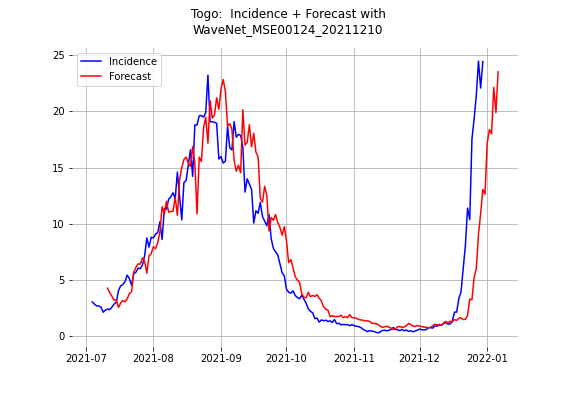 Togo:  Incidence + Forecast with
WaveNet_MSE00124_20211210
Incidence
Forecast
25
20
15
10
5
0
2021-07 2021-08 2021-09 2021-10 2021-11 2021-12 2022-01